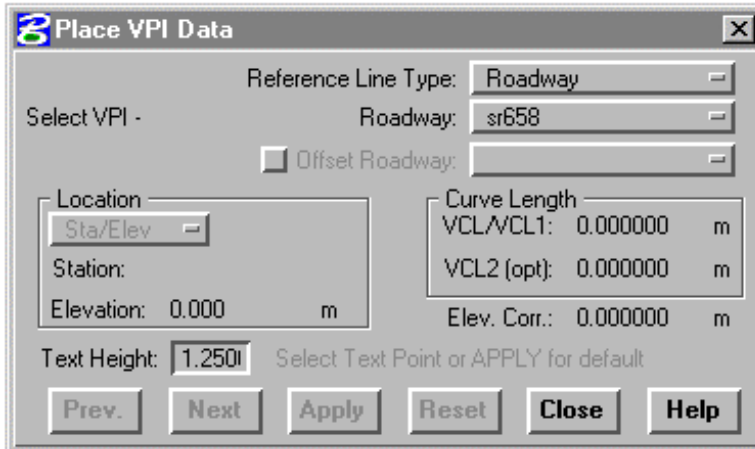 Place VPI Data
Reference Line Type: Roadway
Select VPI - Roadway: sr658
Offset Roadway:
Location
Sta/Elev
Station:
Elevation: 0.000 m
Curve Length
VCL/VCL1: 0.000000 m
VCL2 (opt): 0.000000 m
Elev. Corr.: 0.000000 m
Text Height: 1.250 Select Text Point or APPLY for default
Prev. Next Apply Reset Close Help